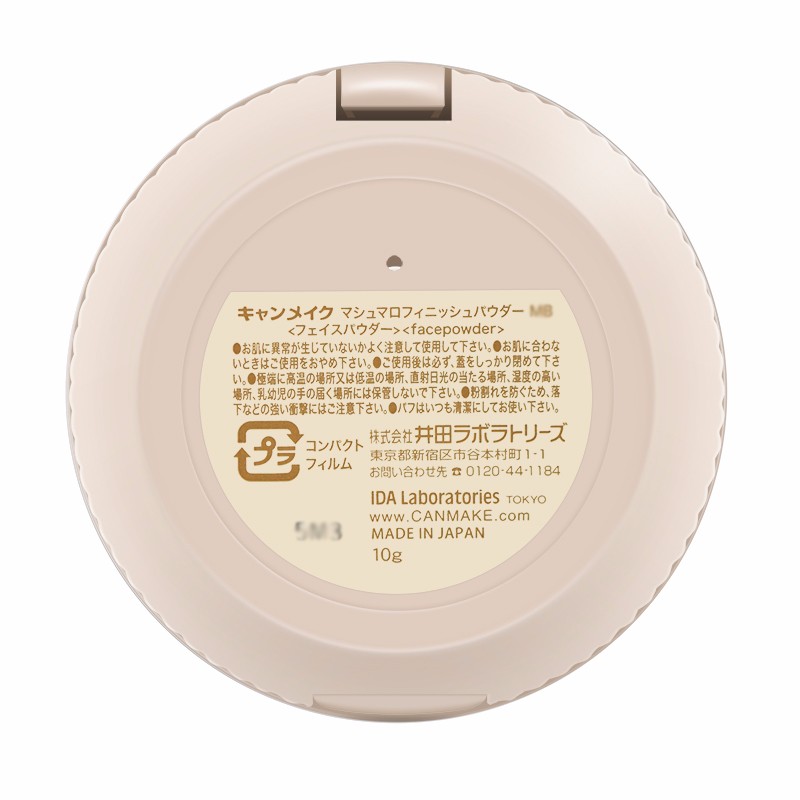 キャンメイク マシュマロフィニッシュパウダー
<フェイスパウダー><facepowder>
●お肌に異常が生じていないかよく注意して使用して下さい。●お肌に合わ
ないときはご使用をおやめ下さい。●ご使用後は必ず、蓋をしっかり閉めて下さ
い。●極端に高温の場所又は低温の場所、直射日光の当たる場所、湿度の高い
場所、乳幼児の手の届く場所には保管しないで下さい。●粉割れを防ぐため、落
下などの強い衝撃にはご注意下さい。●パフはいつも清潔にしてお使い下さい。
プラ
コンパクト
フィルム
株式会社 井田ラボラトリーズ
東京都新宿区市谷本村町1-1
お問い合わせ先 ☎ 0120-44-1184
IDA Laboratories TOKYO
www.CANMAKE.com
MADE IN JAPAN
10g